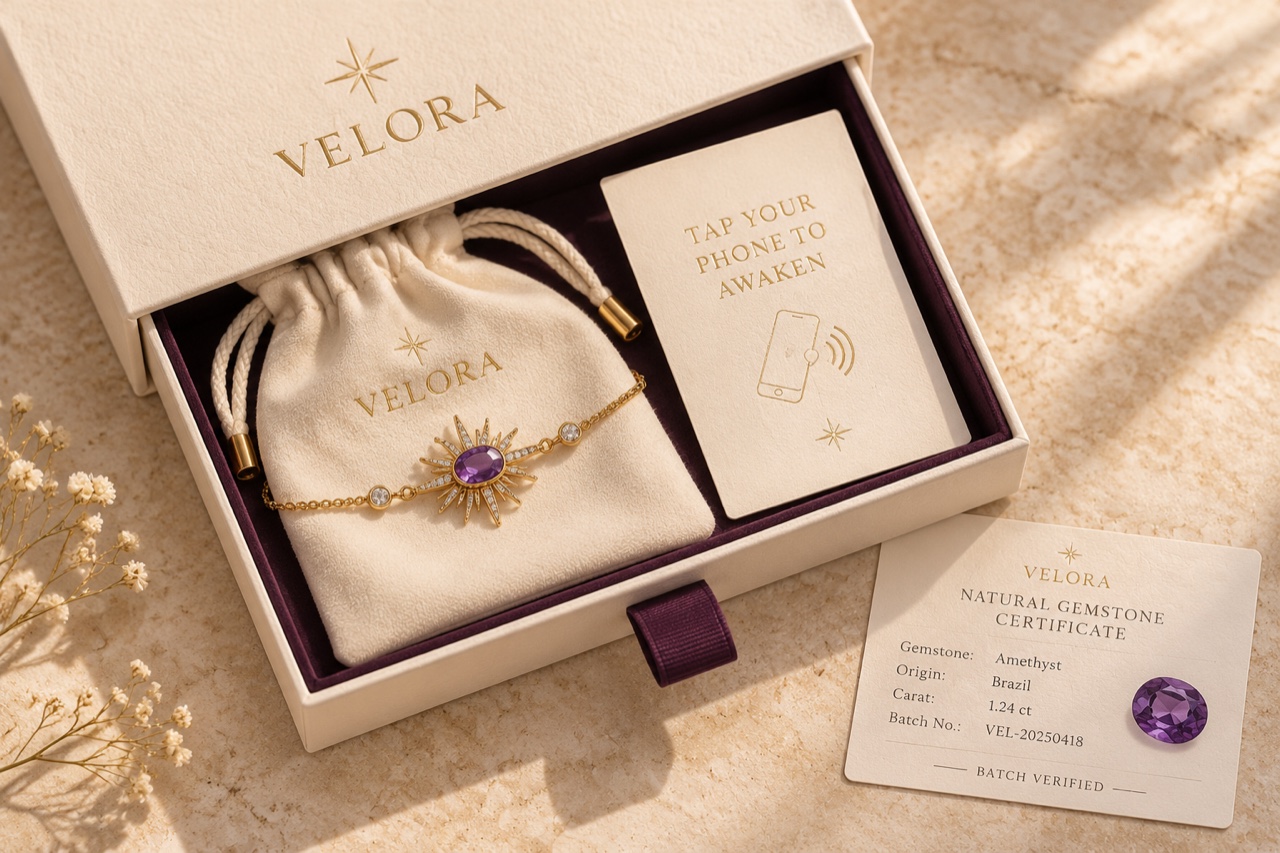 VELORA
VELORA
TAP YOUR
PHONE TO
AWAKEN
VELORA
NATURAL GEMSTONE
CERTIFICATE
Gemstone: Amethyst
Origin: Brazil
Carat: 1.24 ct
Batch No.: VEL-20250418
BATCH VERIFIED